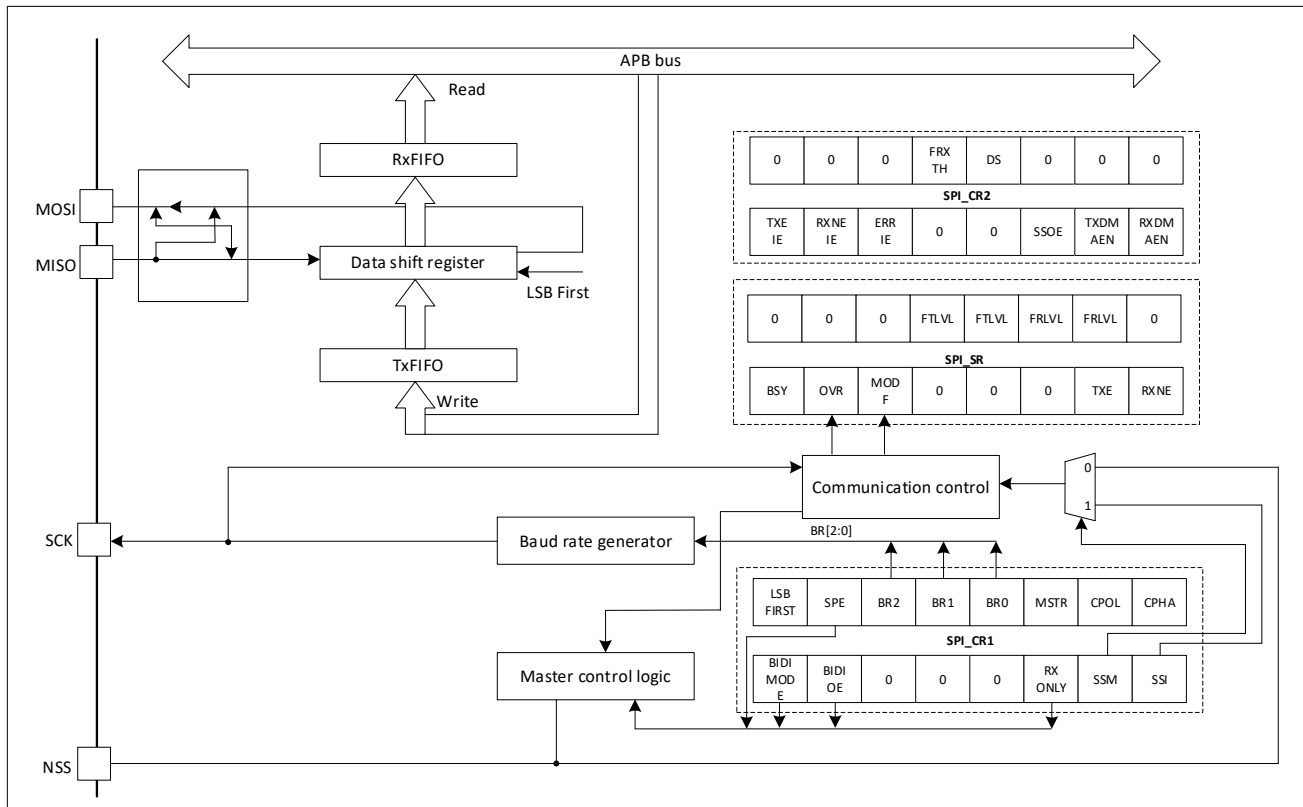 APB bus
Read
RxFIFO
MOSI
MISO
Data shift register
LSB First
TxFIFO
Write
0 0 0 FRX TH DS 0 0 0
SPI_CR2
TXE IE RXNE IE ERR IE 0 0 SSOE TXDM AEN RXDM AEN
0 0 0 FTLVL FTLVL FRLVL FRLVL 0
SPI_SR
BSY OVR MOD F 0 0 0 TXE RXNE
Communication control
0
1
SCK
Baud rate generator
BR[2:0]
LSB FIRST SPE BR2 BR1 BR0 MSTR CPOL CPHA
SPI_CR1
Master control logic
BIDI MOD E BIDI OE 0 0 0 RX ONLY SSM SSI
NSS